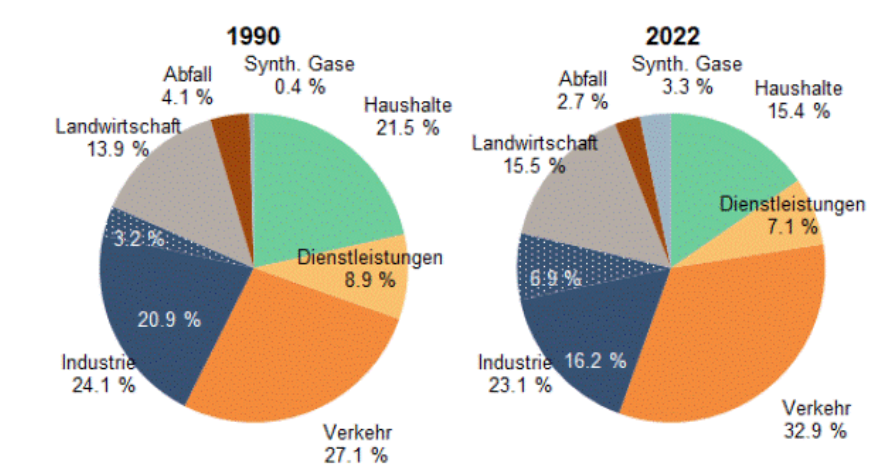 1990
Synth. Gase
0.4 %
Abfall
4.1 %
Haushalte
21.5 %
Landwirtschaft
13.9 %
3.2 %
Dienstleistungen
8.9 %
20.9 %
Industrie
24.1 %
Verkehr
27.1 %
2022
Synth. Gase
3.3 %
Abfall
2.7 %
Haushalte
15.4 %
Landwirtschaft
15.5 %
Dienstleistungen
7.1 %
6.9 %
16.2 %
Industrie
23.1 %
Verkehr
32.9 %